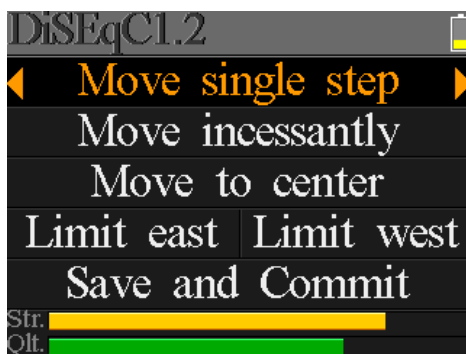 DiSEqC1.2
Move single step
Move incessantly
Move to center
Limit east Limit west
Save and Commit
Str.
Qlt.